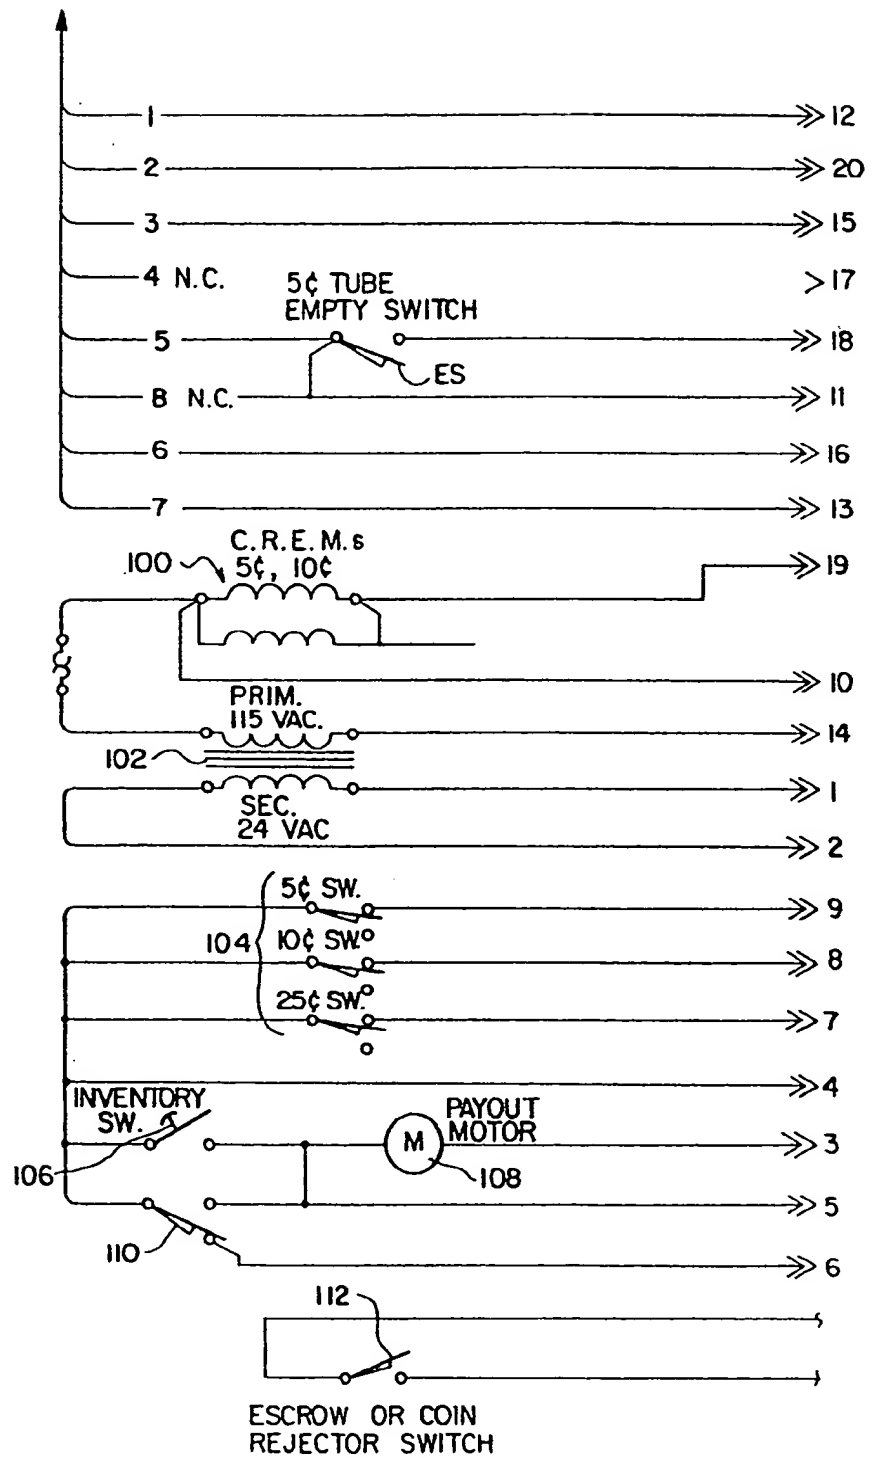 1 12
2 20
3 15
4 N.C. 17
5¢ TUBE
EMPTY SWITCH
5 18
ES
8 N.C. 11
6 16
7 13
C.R.E.M.s
100 5¢, 10¢ 19
10
PRIM.
115 VAC. 14
102
1
SEC.
24 VAC
2
5¢ SW. 9
104 10¢ SW. 8
25¢ SW. 7
4
INVENTORY
SW.
PAYOUT
MOTOR
M 3
106 108
5
110 6
112
ESCROW OR COIN
REJECTOR SWITCH